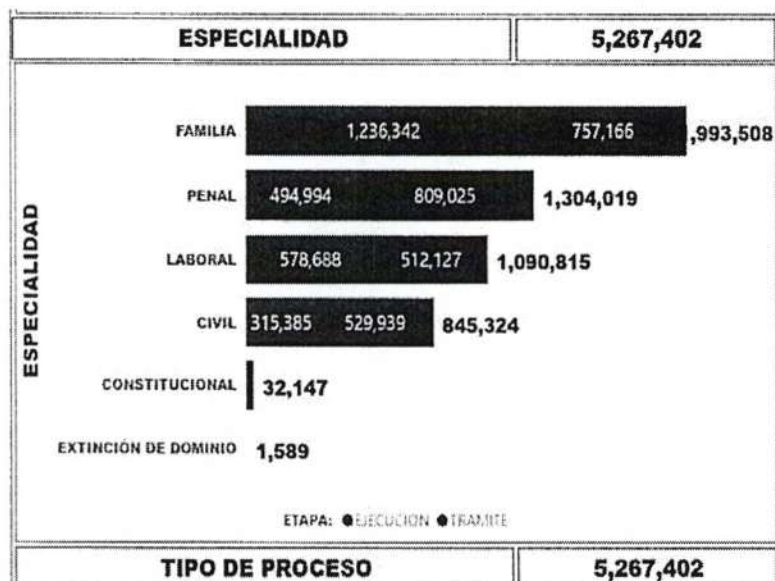 ESPECIALIDAD 5,267,402
FAMILIA 1,236,342 757,166 ,993,508
PENAL 494,994 809,025 1,304,019
LABORAL 578,688 512,127 1,090,815
CIVIL 315,385 529,939 845,324
CONSTITUCIONAL 32,147
EXTINCIÓN DE DOMINIO 1,589
ESPECIALIDAD
ETAPA: EJECUCION TRAMITE
TIPO DE PROCESO 5,267,402